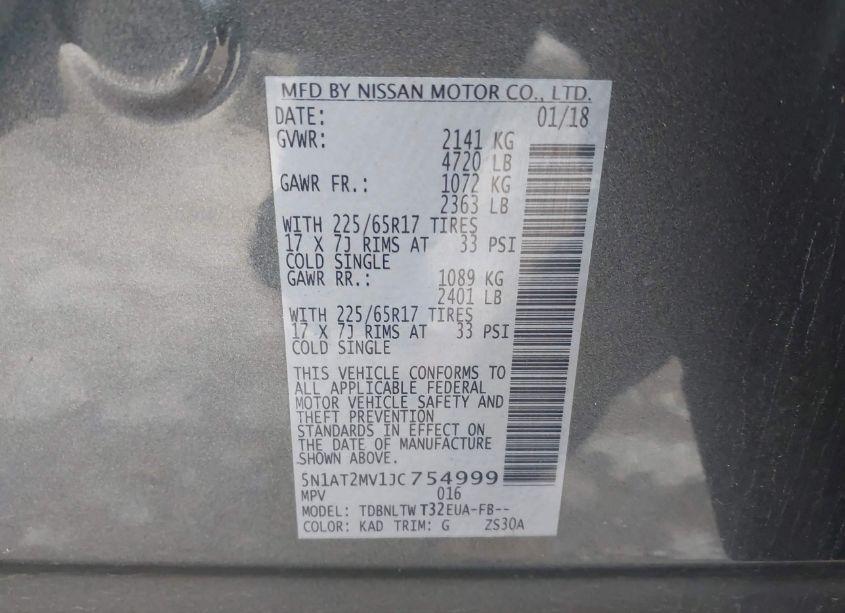 MFD BY NISSAN MOTOR CO., LTD.
DATE: 01/18
GVWR: 2141 KG
4720 LB
GAWR FR.: 1072 KG
2363 LB
WITH 225/65R17 TIRES
17 X 7J RIMS AT 33 PSI
COLD SINGLE
GAWR RR.: 1089 KG
2401 LB
WITH 225/65R17 TIRES
17 X 7J RIMS AT 33 PSI
COLD SINGLE
THIS VEHICLE CONFORMS TO
ALL APPLICABLE FEDERAL
MOTOR VEHICLE SAFETY AND
THEFT PREVENTION
STANDARDS IN EFFECT ON
THE DATE OF MANUFACTURE
SHOWN ABOVE.
5N1AT2MV1JC754999
MPV 016
MODEL: TDBNLTW T32EUA-FB--
COLOR: KAD TRIM: G ZS30A